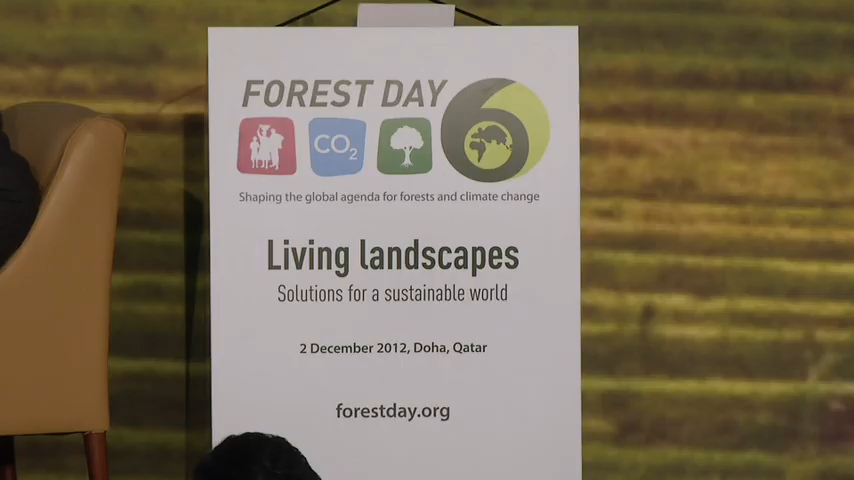 FOREST DAY 6
CO2
Shaping the global agenda for forests and climate change
Living landscapes
Solutions for a sustainable world
2 December 2012, Doha, Qatar
forestday.org